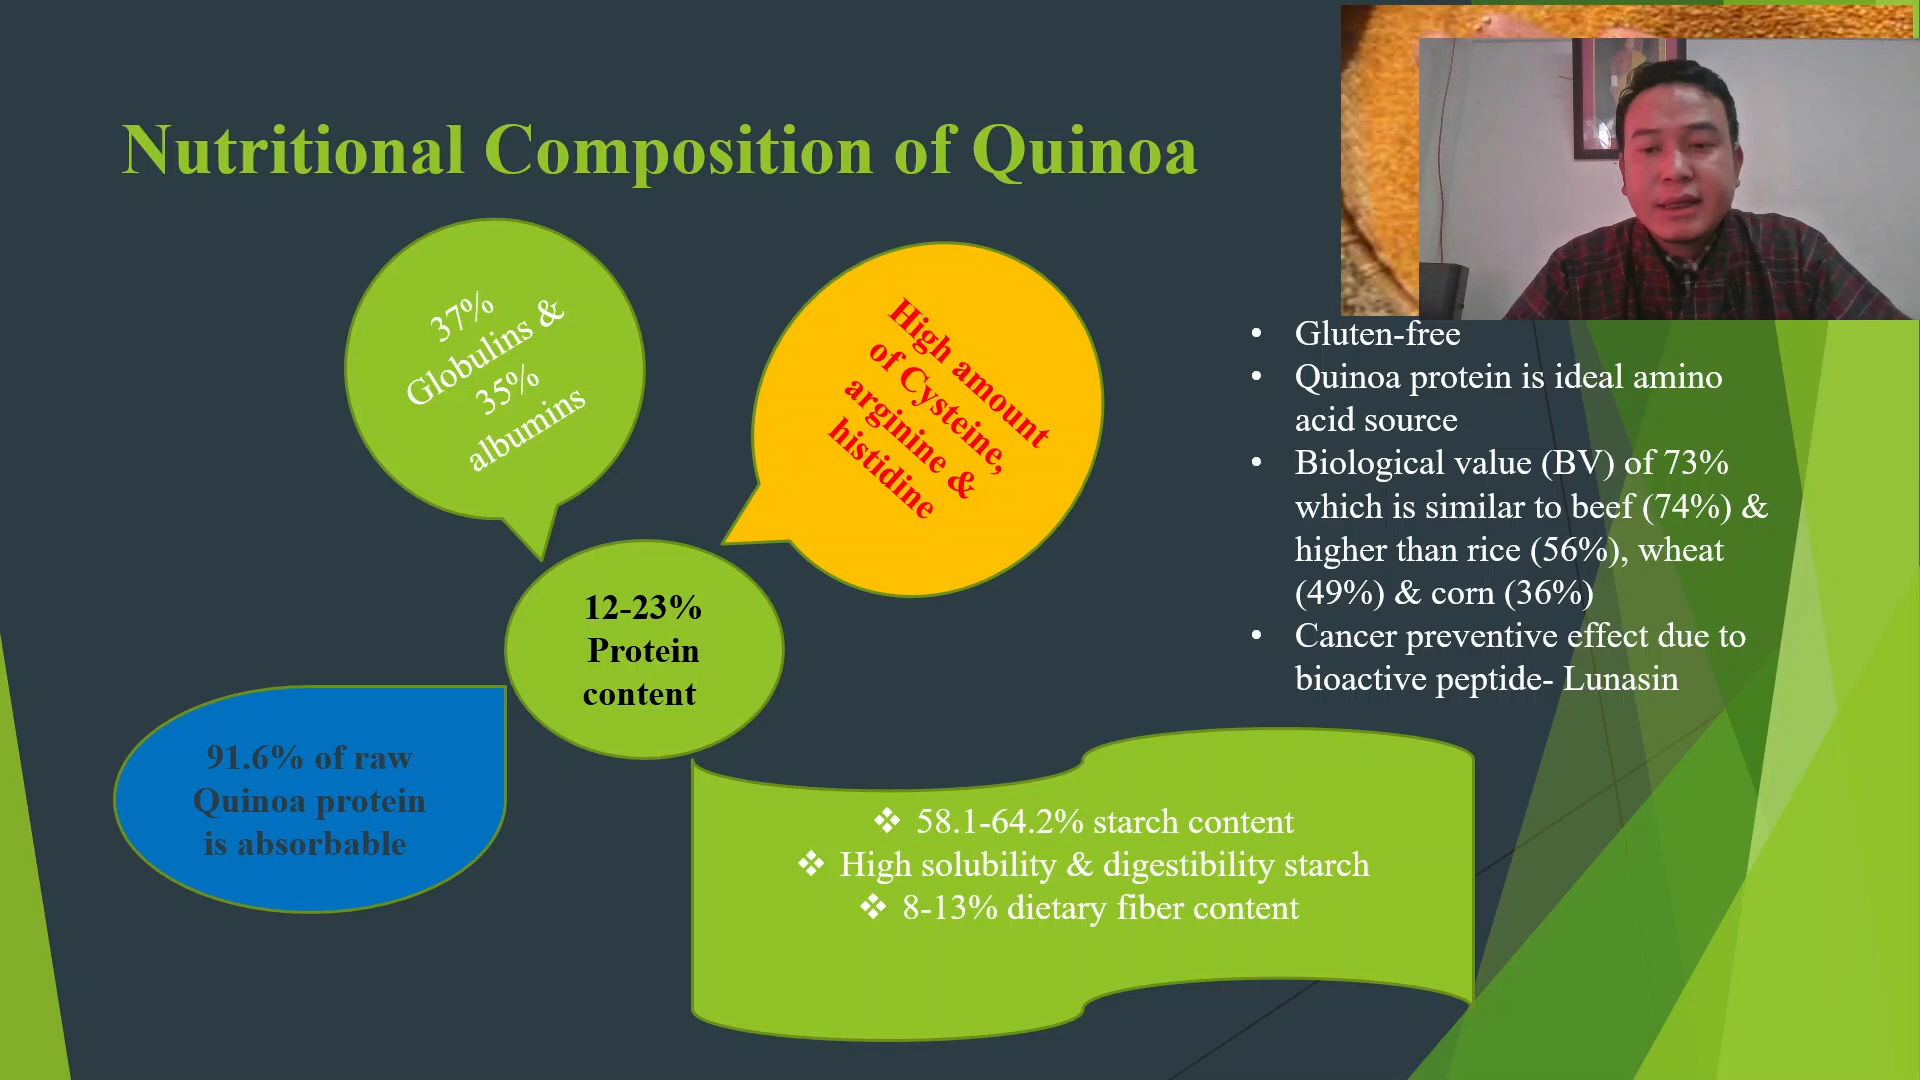 Nutritional Composition of Quinoa
37%
Globulins &
35%
albumins
High amount
of Cysteine,
arginine &
histidine
12-23%
Protein
content
91.6% of raw
Quinoa protein
is absorbable
• Gluten-free
• Quinoa protein is ideal amino
acid source
• Biological value (BV) of 73%
which is similar to beef (74%) &
higher than rice (56%), wheat
(49%) & corn (36%)
• Cancer preventive effect due to
bioactive peptide- Lunasin
❖ 58.1-64.2% starch content
❖ High solubility & digestibility starch
❖ 8-13% dietary fiber content